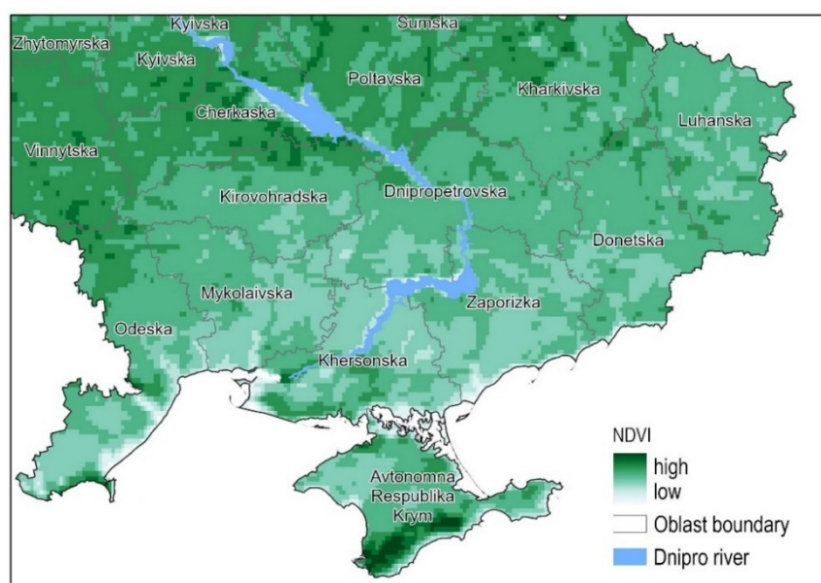 Kyivska
Sumska
Zhytomyrska
Kyivska
Poltavska
Kharkivska
Cherkaska
Luhanska
Vinnytska
Kirovohradska
Dnipropetrovska
Donetska
Mykolaivska
Zaporizka
Odeska
Khersonska
Avtonomna
Respublika
Krym
NDVI
high
low
Oblast boundary
Dnipro river